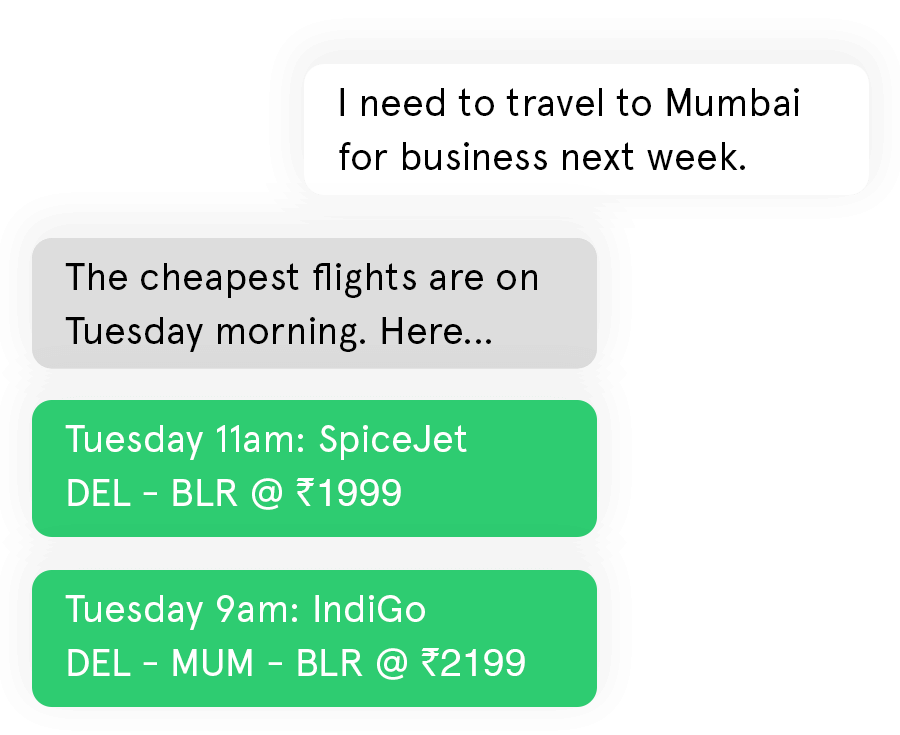 I need to travel to Mumbai
for business next week.
The cheapest flights are on
Tuesday morning. Here...
Tuesday 11am: SpiceJet
DEL - BLR @ ₹1999
Tuesday 9am: IndiGo
DEL - MUM - BLR @ ₹2199